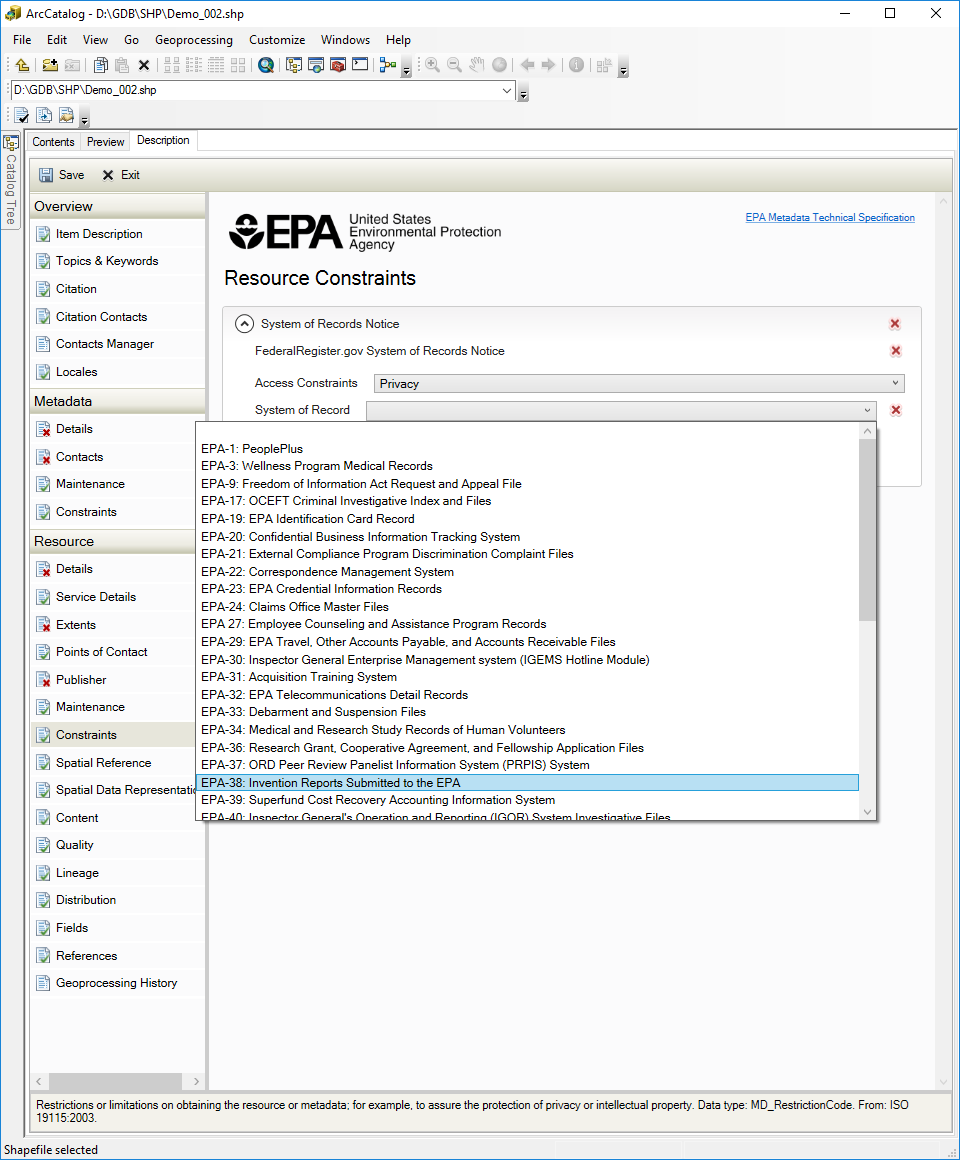 ArcCatalog - D:\GDB\SHP\Demo_002.shp
File Edit View Go Geoprocessing Customize Windows Help
D:\GDB\SHP\Demo_002.shp
Catalog Tree
Contents Preview Description
Save Exit
Overview
Item Description
Topics & Keywords
Citation
Citation Contacts
Contacts Manager
Locales
Metadata
Details
Contacts
Maintenance
Constraints
Resource
Details
Service Details
Extents
Points of Contact
Publisher
Maintenance
Constraints
Spatial Reference
Spatial Data Representatio
Content
Quality
Lineage
Distribution
Fields
References
Geoprocessing History
EPA
United States
Environmental Protection
Agency
EPA Metadata Technical Specification
Resource Constraints
System of Records Notice
FederalRegister.gov System of Records Notice
Access Constraints Privacy
System of Record
EPA-1: PeoplePlus
EPA-3: Wellness Program Medical Records
EPA-9: Freedom of Information Act Request and Appeal File
EPA-17: OCEFT Criminal Investigative Index and Files
EPA-19: EPA Identification Card Record
EPA-20: Confidential Business Information Tracking System
EPA-21: External Compliance Program Discrimination Complaint Files
EPA-22: Correspondence Management System
EPA-23: EPA Credential Information Records
EPA-24: Claims Office Master Files
EPA 27: Employee Counseling and Assistance Program Records
EPA-29: EPA Travel, Other Accounts Payable, and Accounts Receivable Files
EPA-30: Inspector General Enterprise Management system (IGEMS Hotline Module)
EPA-31: Acquisition Training System
EPA-32: EPA Telecommunications Detail Records
EPA-33: Debarment and Suspension Files
EPA-34: Medical and Research Study Records of Human Volunteers
EPA-36: Research Grant, Cooperative Agreement, and Fellowship Application Files
EPA-37: ORD Peer Review Panelist Information System (PRPIS) System
EPA-38: Invention Reports Submitted to the EPA
EPA-39: Superfund Cost Recovery Accounting Information System
EPA-40: Inspector General's Operation and Reporting (IGOR) System Investigative Files
Restrictions or limitations on obtaining the resource or metadata; for example, to assure the protection of privacy or intellectual property. Data type: MD_RestrictionCode. From: ISO
19115:2003.
Shapefile selected